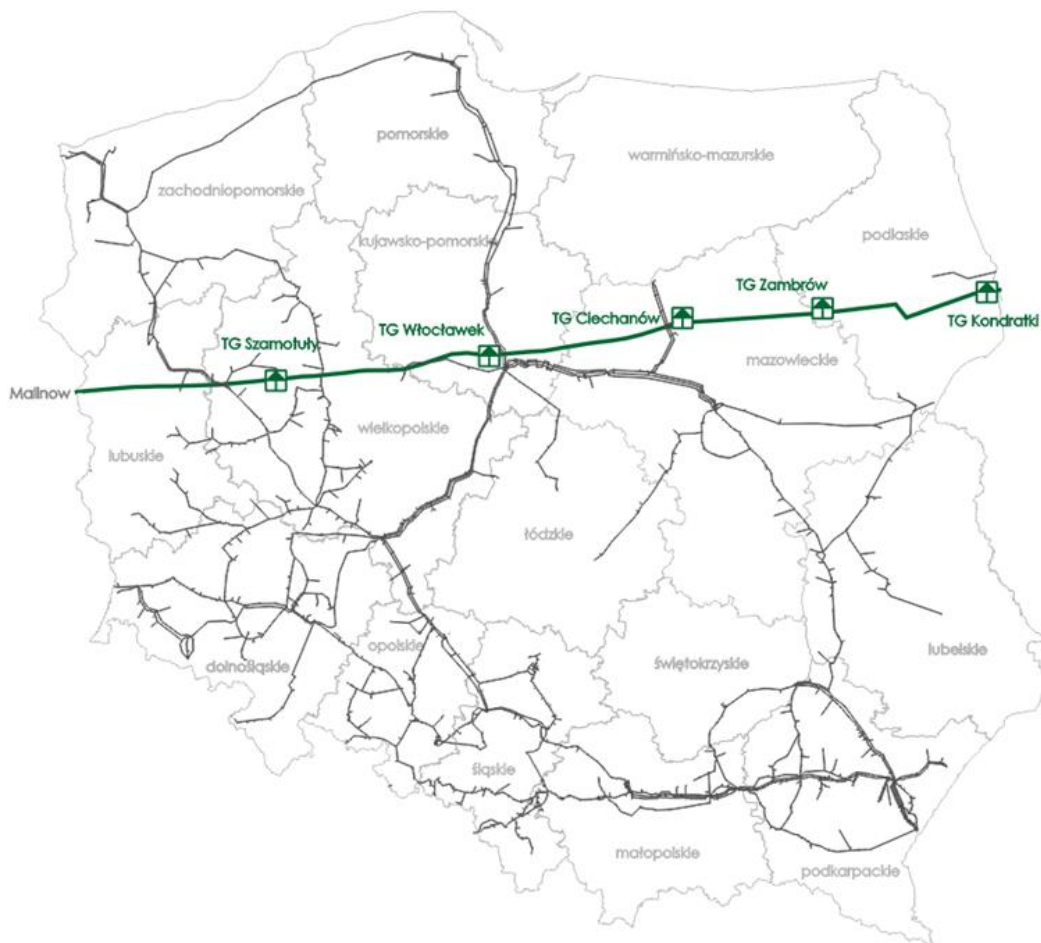 pomorskie
warmińsko-mazurskie
zachodniopomorskie
kujawsko-pomorskie
podlaskie
TG Zambrów
TG Ciechanów
TG Kondratki
TG Włocławek
TG Szamotuły
mazowieckie
Mallnow
wielkopolskie
lubuskie
łódzkie
opolskie
dolnośląskie
świętokrzyskie
lubelskie
śląskie
małopolskie
podkarpackie